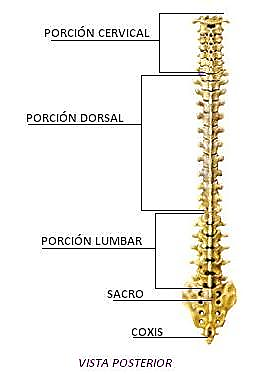 PORCIÓN CERVICAL
PORCIÓN DORSAL
PORCIÓN LUMBAR
SACRO
COXIS
VISTA POSTERIOR